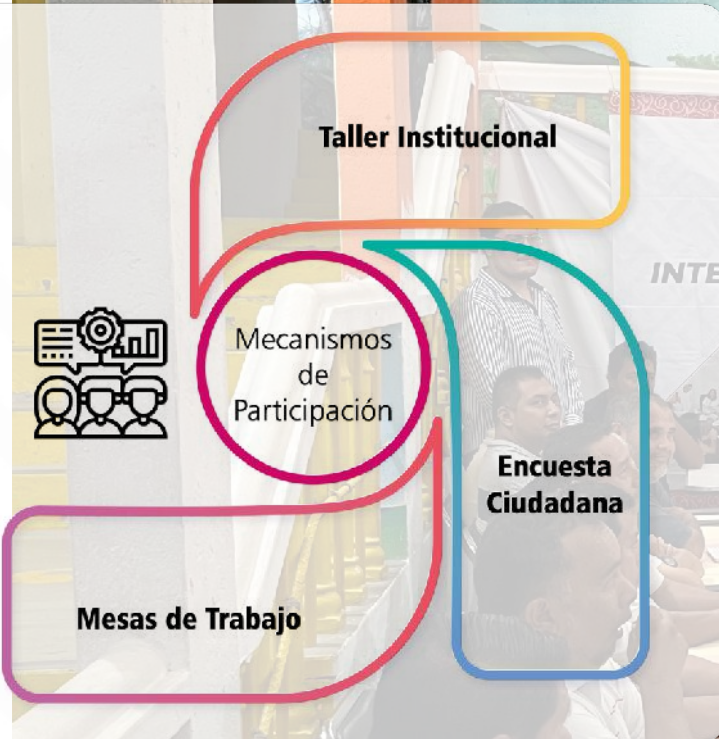 Taller Institucional
INTE
Mecanismos
de
Participación
Encuesta
Ciudadana
Mesas de Trabajo